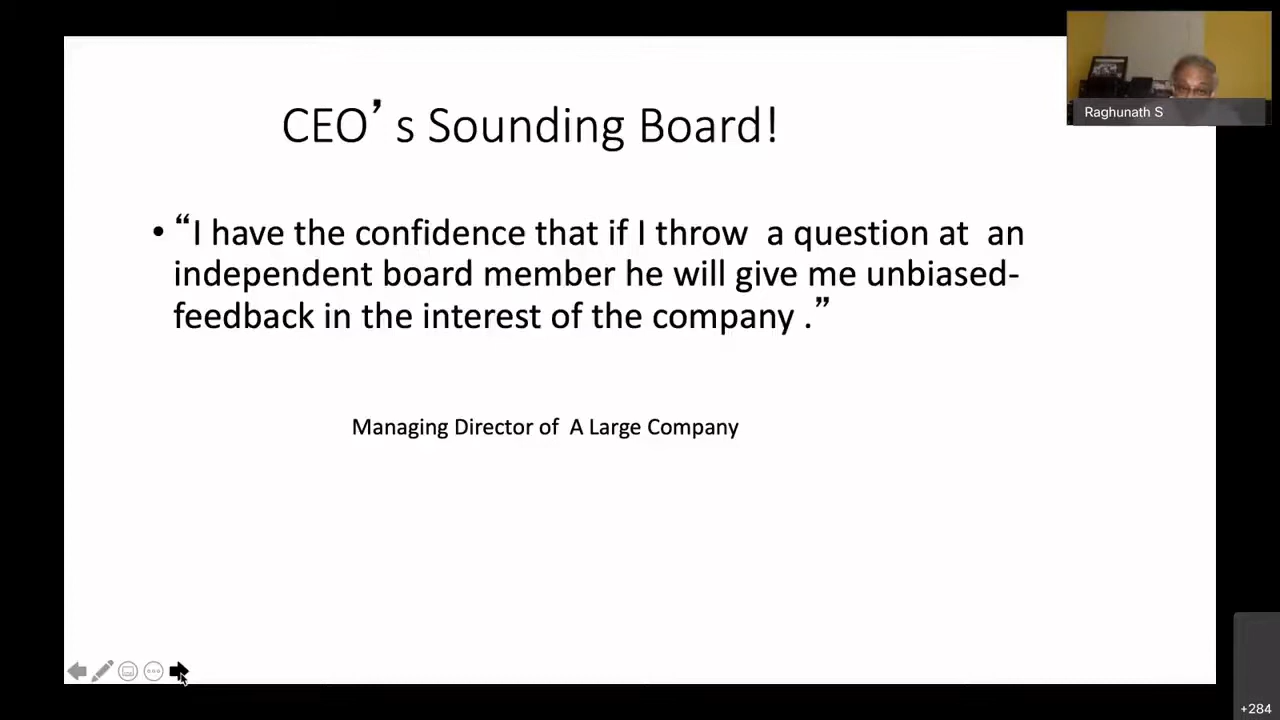 CEO’s Sounding Board!
Raghunath S
• “I have the confidence that if I throw a question at an
independent board member he will give me unbiased-
feedback in the interest of the company .”
Managing Director of A Large Company
+284